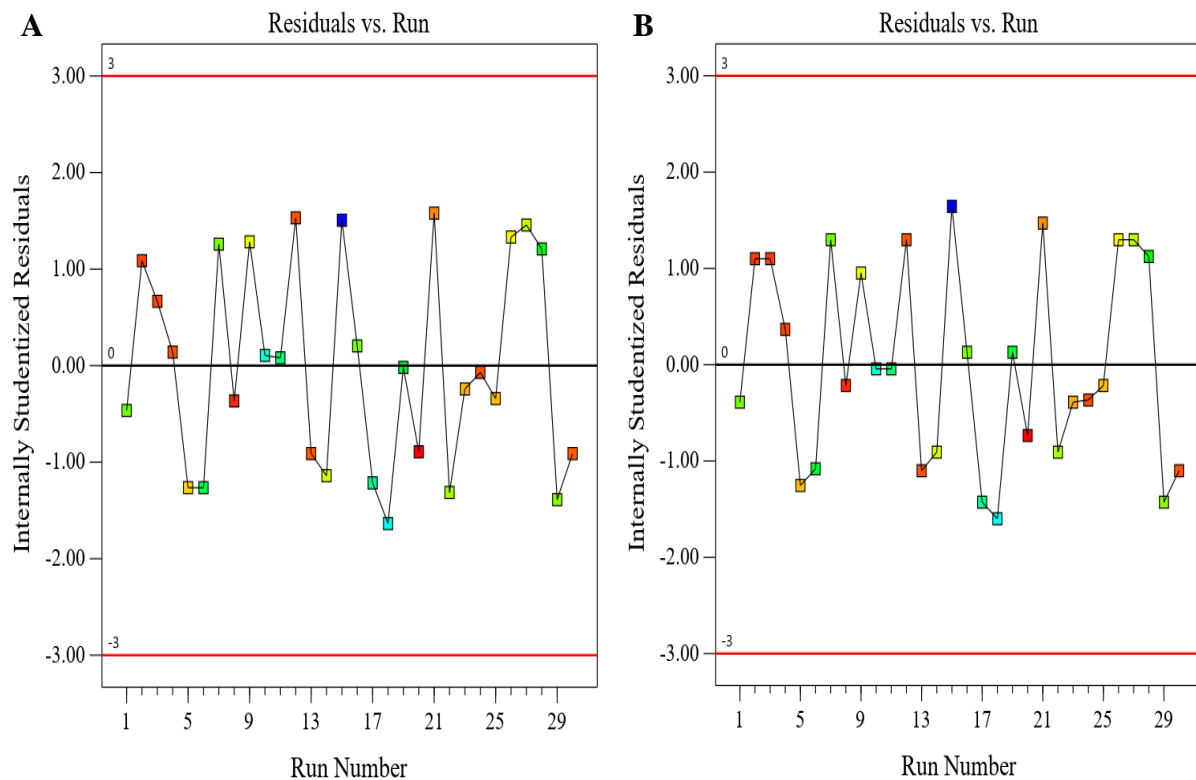 A
Residuals vs. Run
Internally Studentized Residuals
3.00
2.00
1.00
0.00
-1.00
-2.00
-3.00
3
0
-3
1 5 9 13 17 21 25 29
Run Number
B
Residuals vs. Run
Internally Studentized Residuals
3.00
2.00
1.00
0.00
-1.00
-2.00
-3.00
3
0
-3
1 5 9 13 17 21 25 29
Run Number